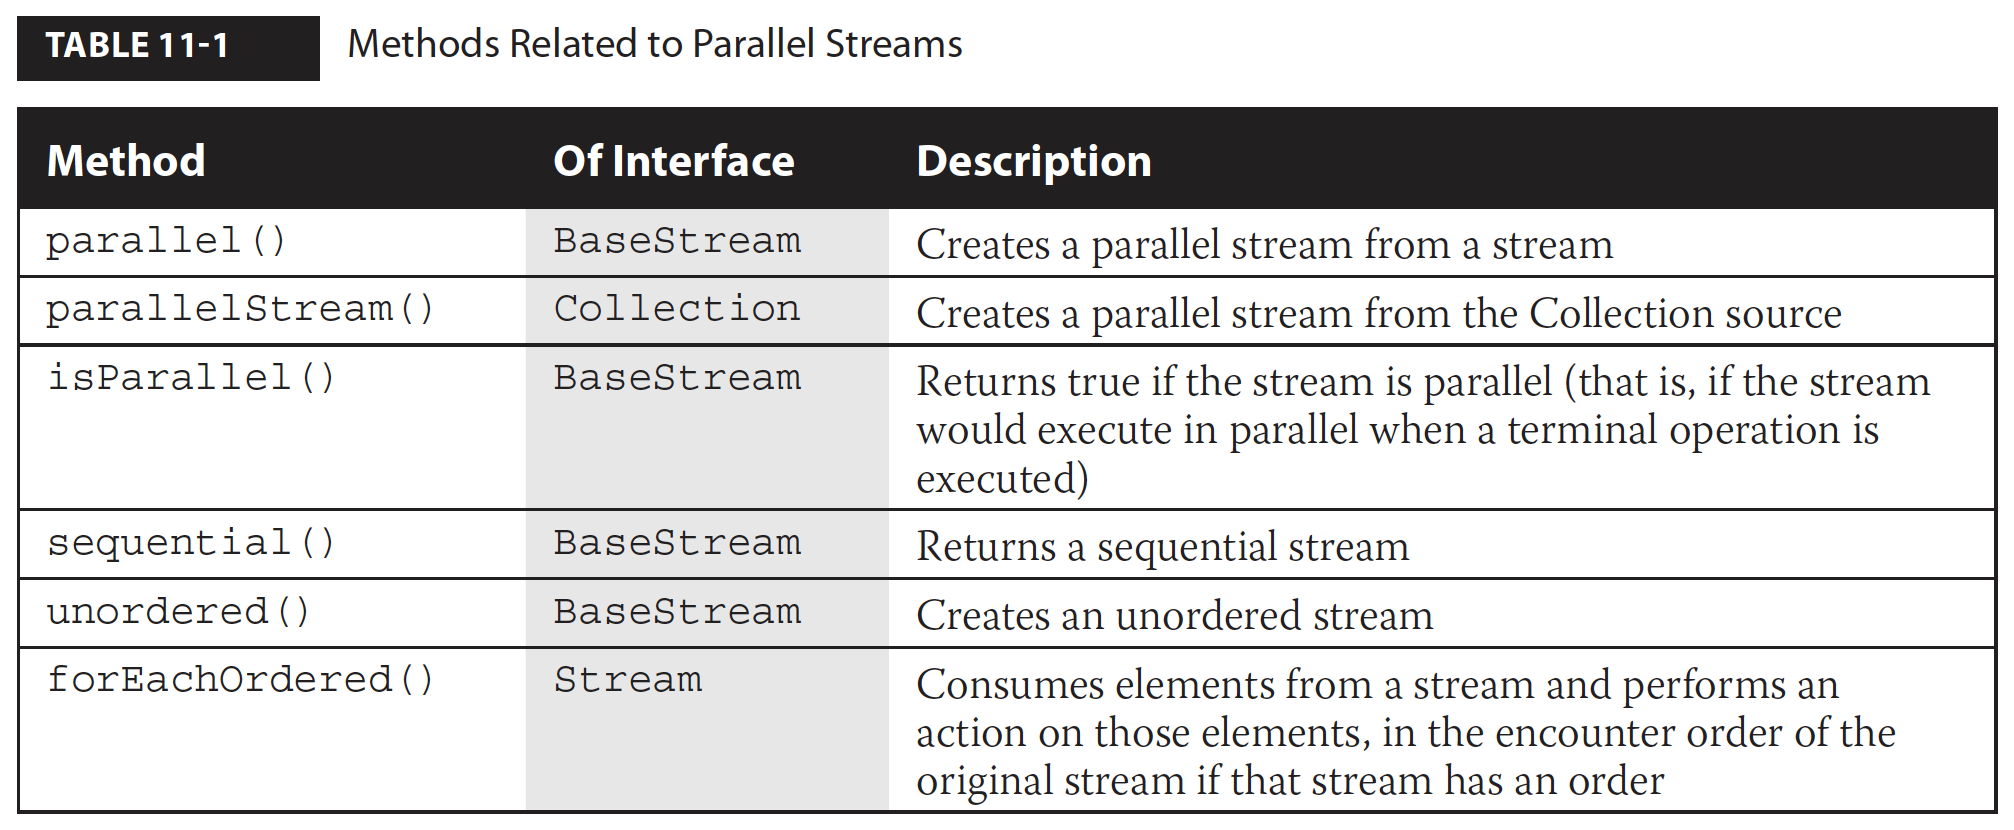 TABLE 11-1 Methods Related to Parallel Streams
Method Of Interface Description
parallel() BaseStream Creates a parallel stream from a stream
parallelStream() Collection Creates a parallel stream from the Collection source
isParallel() BaseStream Returns true if the stream is parallel (that is, if the stream
would execute in parallel when a terminal operation is
executed)
sequential() BaseStream Returns a sequential stream
unordered() BaseStream Creates an unordered stream
forEachOrdered() Stream Consumes elements from a stream and performs an
action on those elements, in the encounter order of the
original stream if that stream has an order